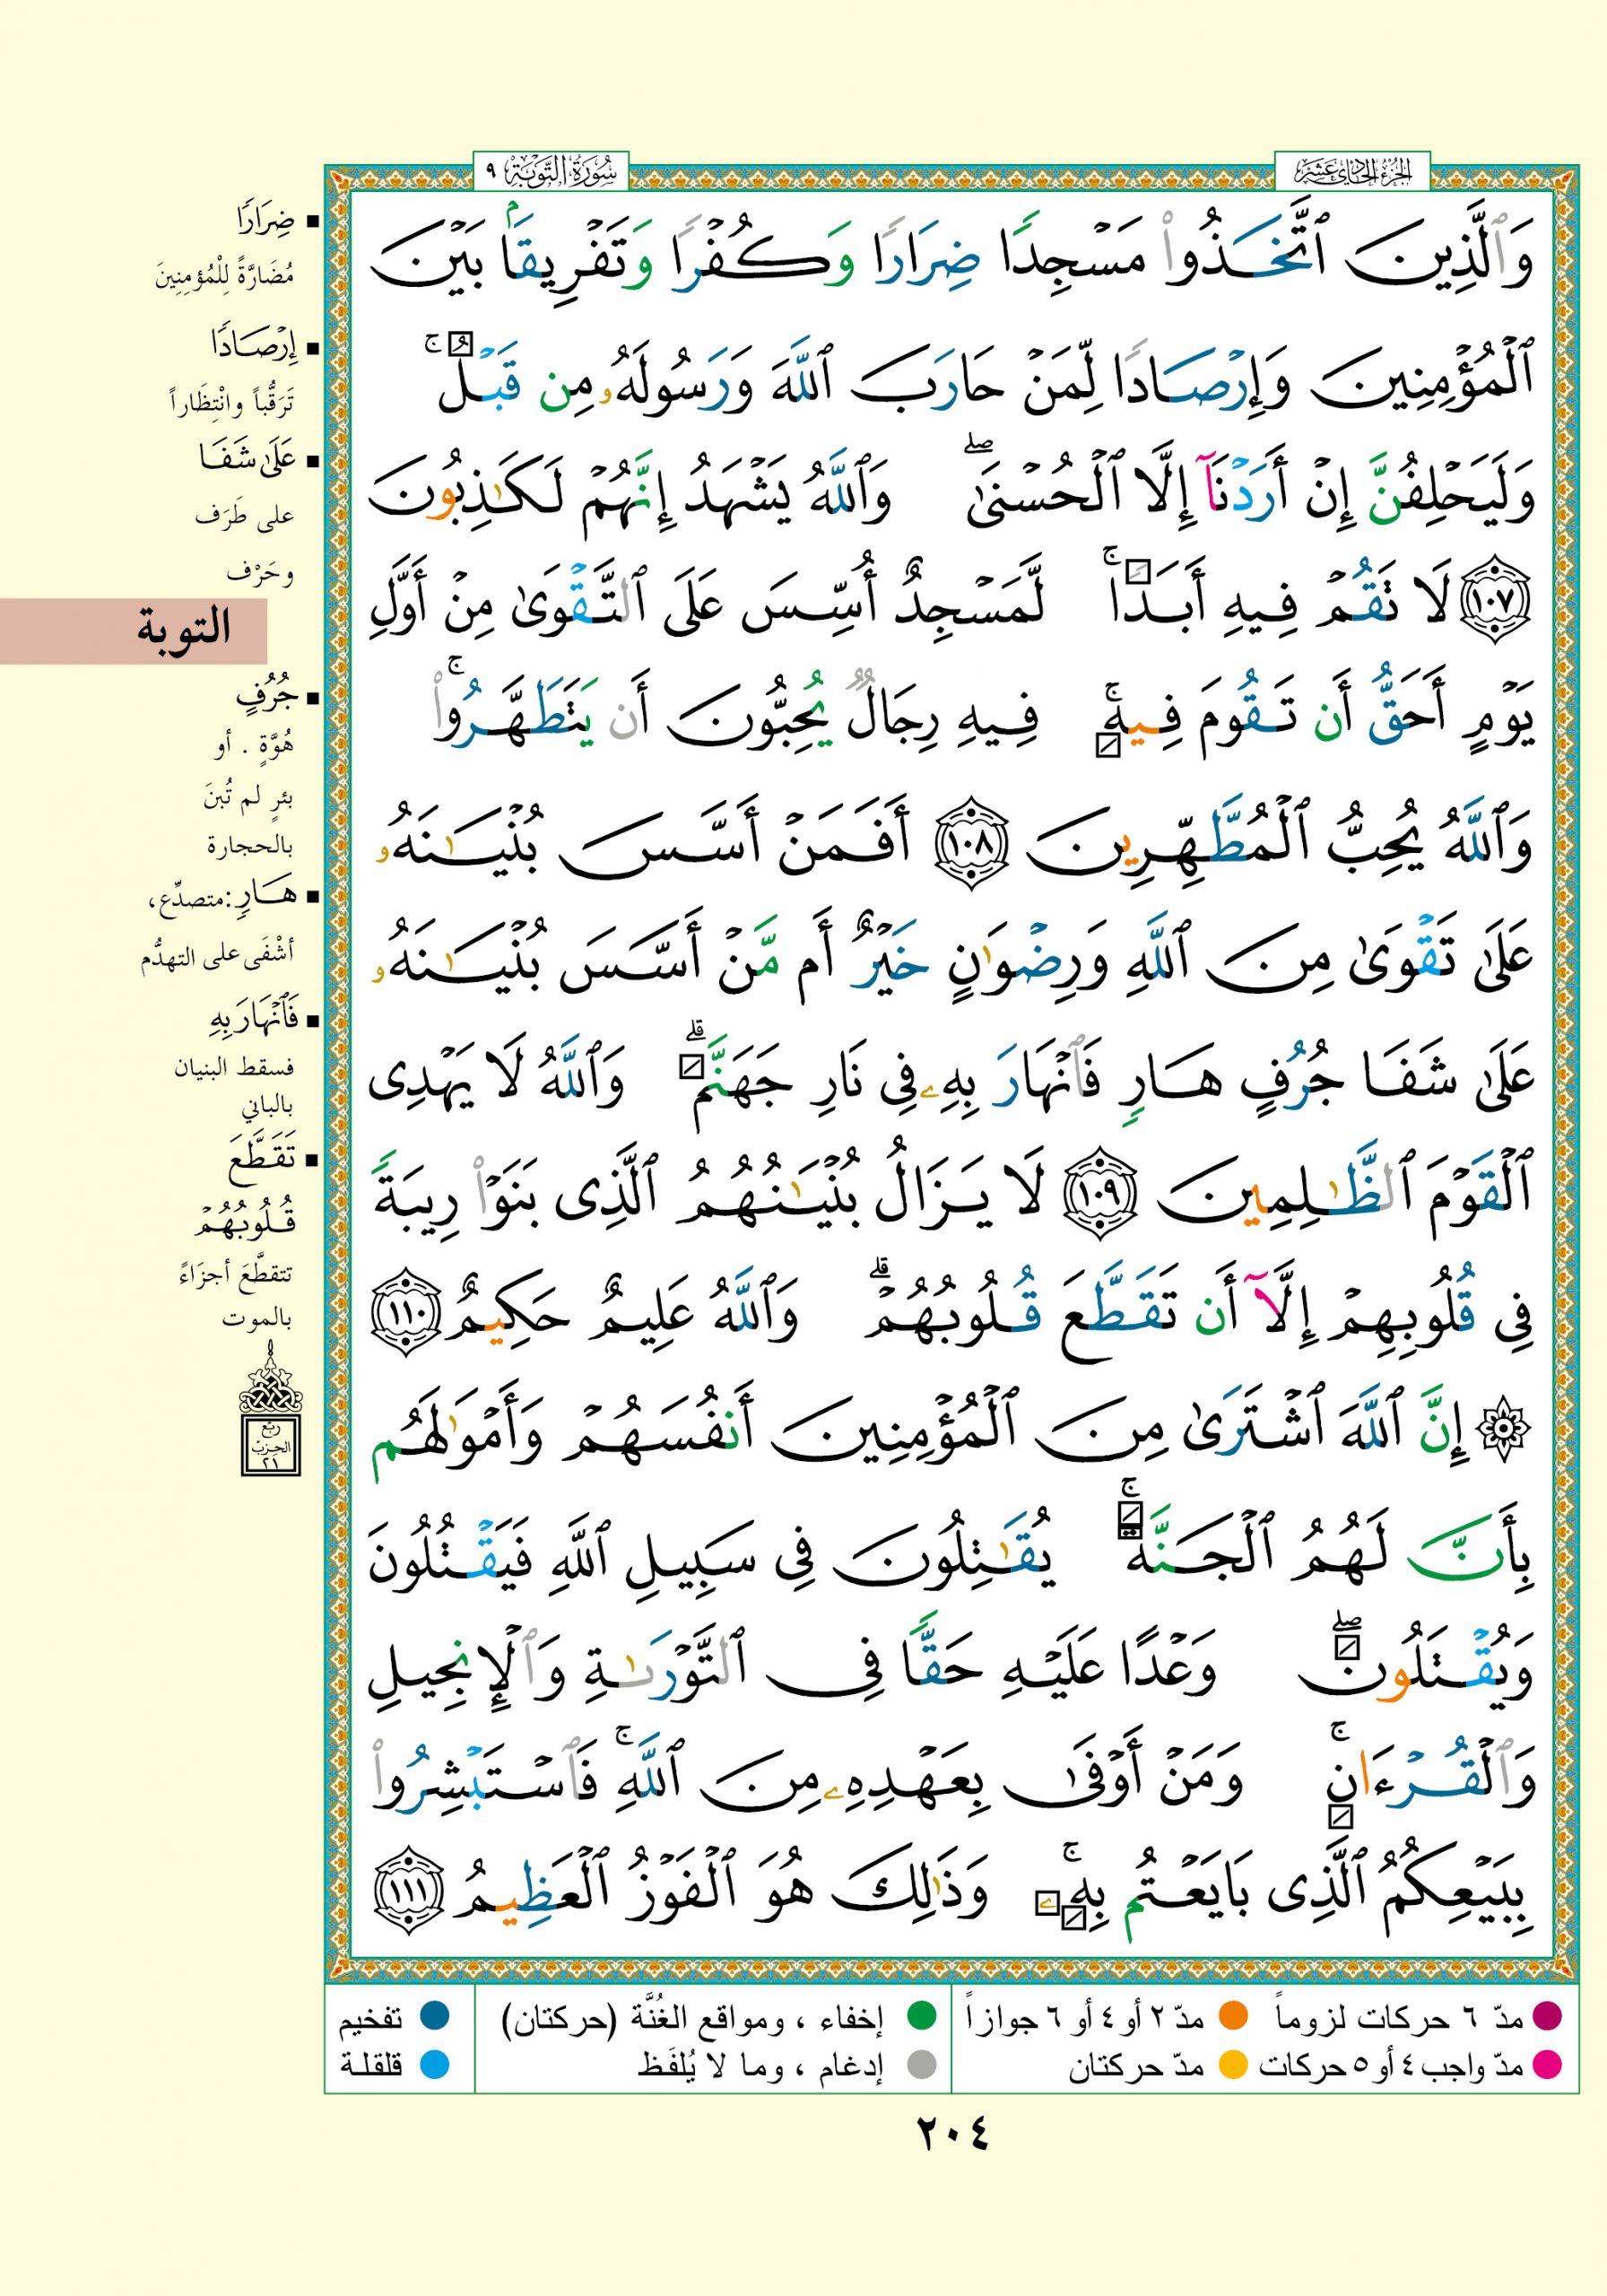 الجزء الحادي عشر
سورة التوبة ٩
وَٱلَّذِينَ ٱتَّخَذُوا۟ مَسْجِدًا ضِرَارًا وَكُفْرًا وَتَفْرِيقًۢا بَيْنَ
ٱلْمُؤْمِنِينَ وَإِرْصَادًا لِّمَنْ حَارَبَ ٱللَّهَ وَرَسُولَهُۥ مِن قَبْلُ ۚ
وَلَيَحْلِفُنَّ إِنْ أَرَدْنَآ إِلَّا ٱلْحُسْنَىٰ ۖ وَٱللَّهُ يَشْهَدُ إِنَّهُمْ لَكَـٰذِبُونَ
١٠٧ لَا تَقُمْ فِيهِ أَبَدًا ۚ لَّمَسْجِدٌ أُسِّسَ عَلَى ٱلتَّقْوَىٰ مِنْ أَوَّلِ
يَوْمٍ أَحَقُّ أَن تَقُومَ فِيهِ ۚ فِيهِ رِجَالٌ يُحِبُّونَ أَن يَتَطَهَّرُوا۟ ۚ
وَٱللَّهُ يُحِبُّ ٱلْمُطَّهِّرِينَ ١٠٨ أَفَمَنْ أَسَّسَ بُنْيَـٰنَهُۥ
عَلَىٰ تَقْوَىٰ مِنَ ٱللَّهِ وَرِضْوَٰنٍ خَيْرٌ أَم مَّنْ أَسَّسَ بُنْيَـٰنَهُۥ
عَلَىٰ شَفَا جُرُفٍ هَارٍ فَٱنْهَارَ بِهِۦ فِى نَارِ جَهَنَّمَ ۗ وَٱللَّهُ لَا يَهْدِى
ٱلْقَوْمَ ٱلظَّـٰلِمِينَ ١٠٩ لَا يَزَالُ بُنْيَـٰنُهُمُ ٱلَّذِى بَنَوْا۟ رِيبَةً
فِى قُلُوبِهِمْ إِلَّآ أَن تَقَطَّعَ قُلُوبُهُمْ ۗ وَٱللَّهُ عَلِيمٌ حَكِيمٌ ١١٠
۞ إِنَّ ٱللَّهَ ٱشْتَرَىٰ مِنَ ٱلْمُؤْمِنِينَ أَنفُسَهُمْ وَأَمْوَٰلَهُم
بِأَنَّ لَهُمُ ٱلْجَنَّةَ ۚ يُقَـٰتِلُونَ فِى سَبِيلِ ٱللَّهِ فَيَقْتُلُونَ
وَيُقْتَلُونَ ۖ وَعْدًا عَلَيْهِ حَقًّا فِى ٱلتَّوْرَىٰةِ وَٱلْإِنجِيلِ
وَٱلْقُرْءَانِ ۚ وَمَنْ أَوْفَىٰ بِعَهْدِهِۦ مِنَ ٱللَّهِ ۚ فَٱسْتَبْشِرُوا۟
بِبَيْعِكُمُ ٱلَّذِى بَايَعْتُم بِهِۦ ۚ وَذَٰلِكَ هُوَ ٱلْفَوْزُ ٱلْعَظِيمُ ١١١
▪ ضِرَارًا
مُضَارَّةً لِلْمُؤمِنِينَ
▪ إِرْصَادًا
تَرَقُّباً وانْتِظَاراً
▪ عَلَىٰ شَفَا
على طَرَف
وحَرْف
التوبة
▪ جُرُفٍ
هُوَّةٍ . أو
بئرٍ لم تُبنَ
بالحجارة
▪ هَارٍ: متصدِّع،
أشْفَى على التهدُّم
▪ فَٱنْهَارَ بِهِ
فسقط البنيان
بالباني
▪ تَقَطَّعَ
قُلُوبُهُمْ
تتقطَّعَ أجزَاءً
بالموت
ربع
الحزب
٢١
مدّ ٦ حركات لزوماً
مدّ ٢ أو ٤ أو ٦ جوازاً
إخفاء ، ومواقع الغُنَّة (حركتان)
تفخيم
مدّ واجب ٤ أو ٥ حركات
مدّ حركتان
إدغام ، وما لا يُلفَظ
قلقلة
٢٠٤